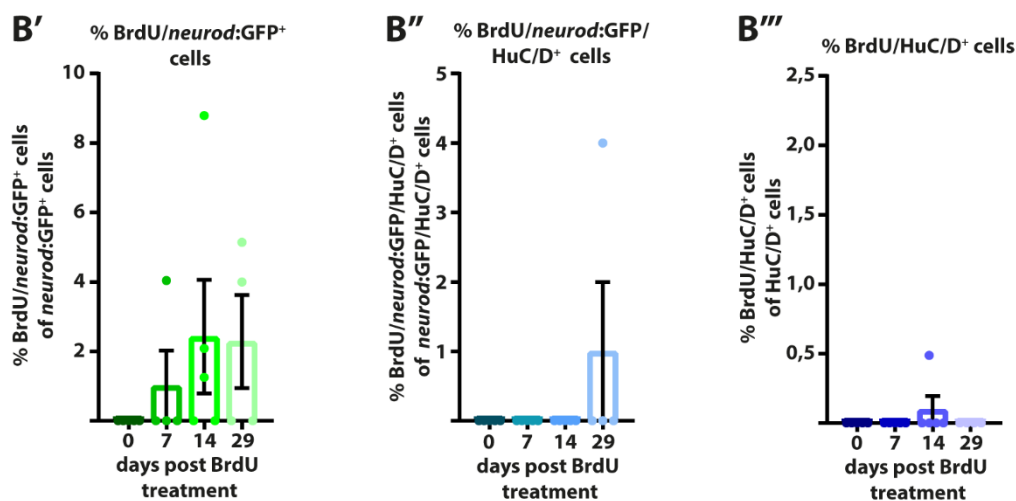 B′
% BrdU/neurod:GFP⁺
cells
% BrdU/neurod:GFP⁺ cells
of neurod:GFP⁺ cells
10
8
6
4
2
0 7 14 29
days post BrdU
treatment
B″
% BrdU/neurod:GFP/
HuC/D⁺ cells
% BrdU/neurod:GFP/HuC/D⁺ cells
of neurod:GFP/HuC/D⁺ cells
5
4
3
2
1
0 7 14 29
days post BrdU
treatment
B‴
% BrdU/HuC/D⁺ cells
% BrdU/HuC/D⁺ cells
of HuC/D⁺ cells
2,5
2,0
1,5
1,0
0,5
0 7 14 29
days post BrdU
treatment